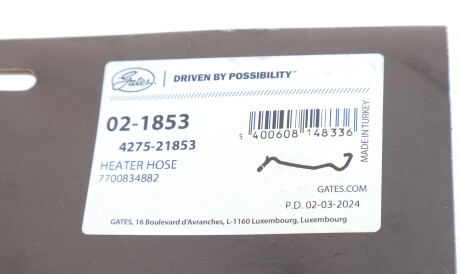 Gates
DRIVEN BY POSSIBILITY™
02-1853
4275-21853
HEATER HOSE
7700834882
5 400608 148336
MADE IN TURKEY
GATES.COM
P.D. 02-03-2024
GATES, 16 Boulevard d'Avranches, L-1160 Luxembourg, Luxembourg